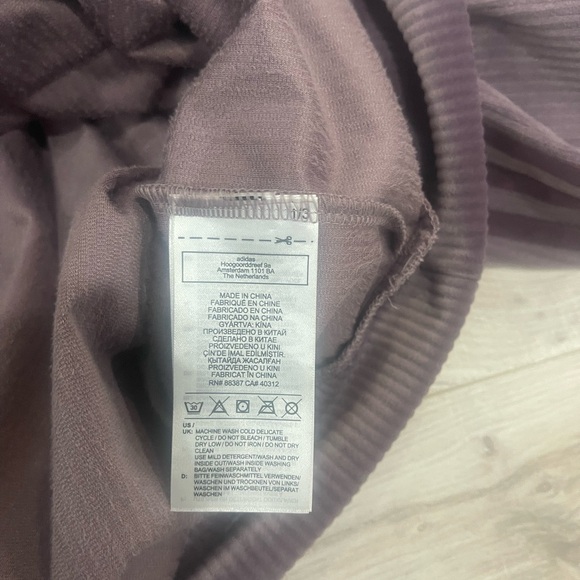 1/3
adidas
Hoogoorddreef 9a
Amsterdam 1101 BA
The Netherlands
MADE IN CHINA
FABRIQUÉ EN CHINE
FABRICADO EN CHINA
FABRICADO NA CHINA
GYÁRTVA: KÍNA
ПРОИЗВЕДЕНО В КИТАЙ
СДЕЛАНО В КИТАЕ
PROIZVEDENO U KINI
ÇİN'DE İMAL EDİLMİŞTİR.
ҚЫТАЙДА ЖАСАЛҒАН
PROIZVEDENO U KINI
FABRICAT ÎN CHINA
RN# 88387 CA# 40312
30
US /
UK: MACHINE WASH COLD DELICATE
CYCLE / DO NOT BLEACH / TUMBLE
DRY LOW / DO NOT IRON / DO NOT DRY
CLEAN
USE MILD DETERGENT/WASH AND DRY
INSIDE OUT/WASH INSIDE WASHING
BAG/WASH SEPARATELY
D: BITTE FEINWASCHMITTEL VERWENDEN/
WASCHEN UND TROCKNEN VON LINKS/
WASCHEN IM WASCHBEUTEL/SEPARAT
WASCHEN